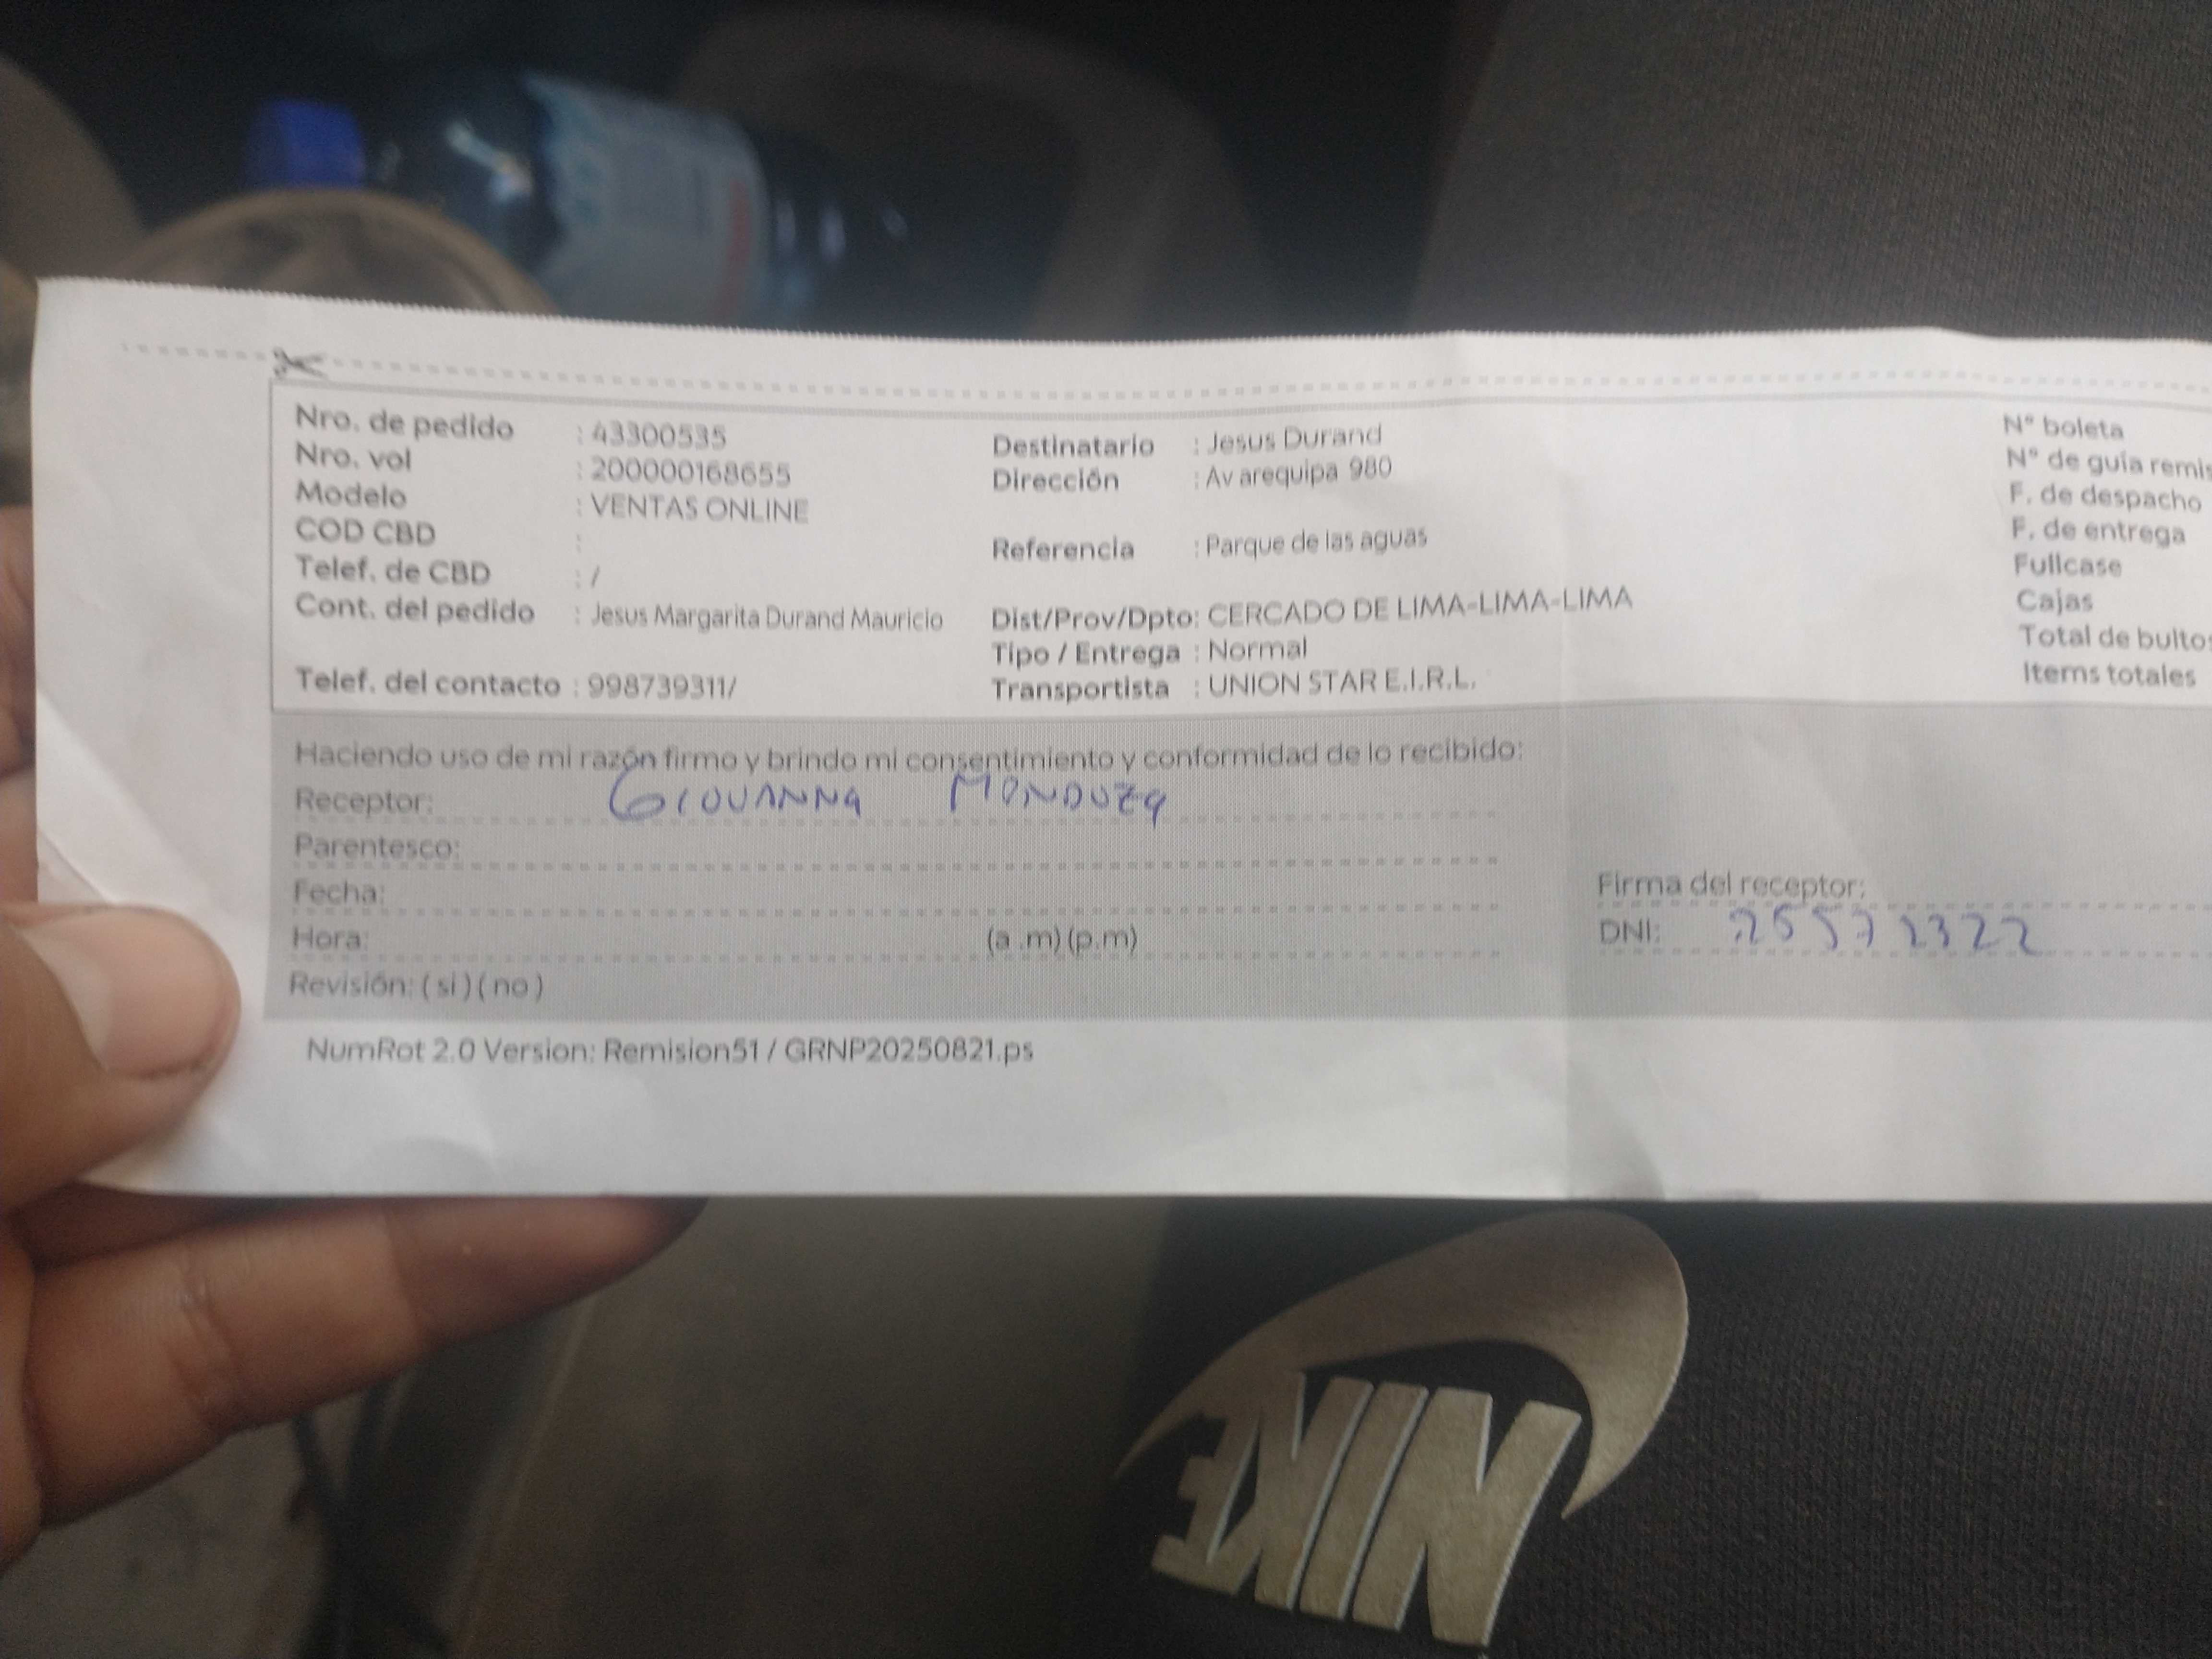 Nro. de pedido : 43300535
Nro. vol : 200000168655
Modelo : VENTAS ONLINE
COD CBD :
Telef. de CBD : /
Cont. del pedido : Jesus Margarita Durand Mauricio
Telef. del contacto : 998739311/
Destinatario : Jesus Durand
Dirección : Av arequipa 980
Referencia : Parque de las aguas
Dist/Prov/Dpto: CERCADO DE LIMA-LIMA-LIMA
Tipo / Entrega : Normal
Transportista : UNION STAR E.I.R.L.
N° boleta
N° de guía remis
F. de despacho
F. de entrega
Fullcase
Cajas
Total de bultos
Items totales
Haciendo uso de mi razón firmo y brindo mi consentimiento y conformidad de lo recibido:
Receptor: GIOVANNA
Parentesco:
Fecha:
Hora: (a .m) (p.m)
Revisión: ( si ) ( no )
Firma del receptor:
DNI: 25571322
NumRot 2.0 Version: Remision51 / GRNP20250821.ps
NIKE